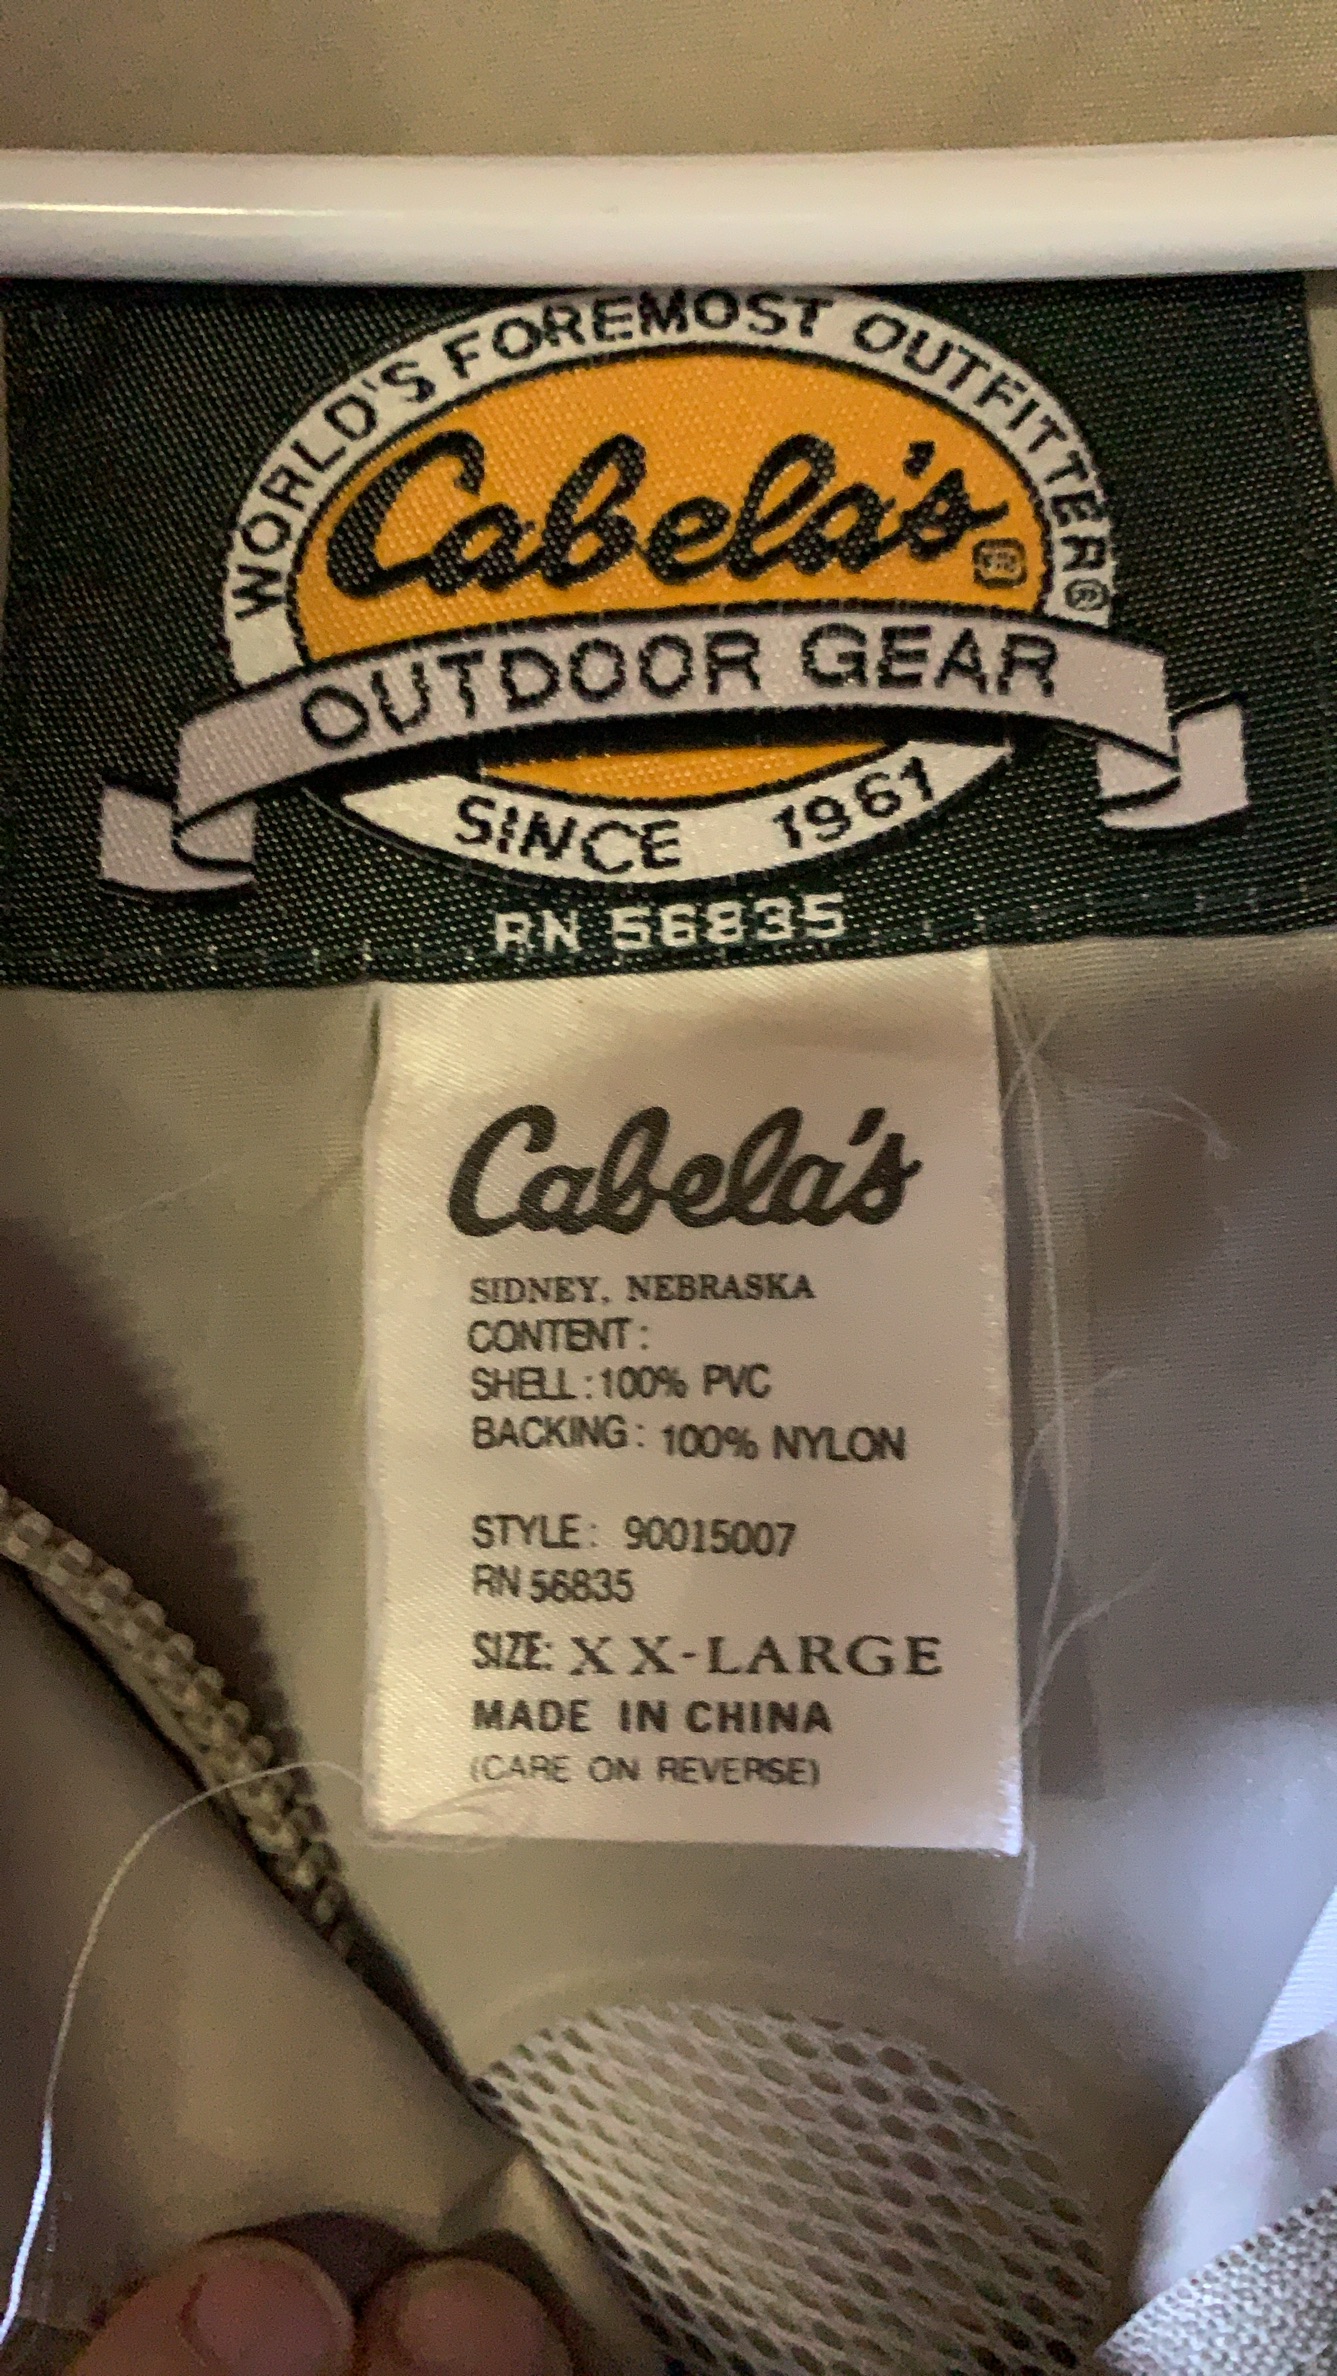 WORLD'S FOREMOST OUTFITTER®
Cabela's
OUTDOOR GEAR
SINCE 1961
RN 56835
Cabela's
SIDNEY, NEBRASKA
CONTENT:
SHELL: 100% PVC
BACKING: 100% NYLON
STYLE: 90015007
RN 56835
SIZE: XX-LARGE
MADE IN CHINA
(CARE ON REVERSE)